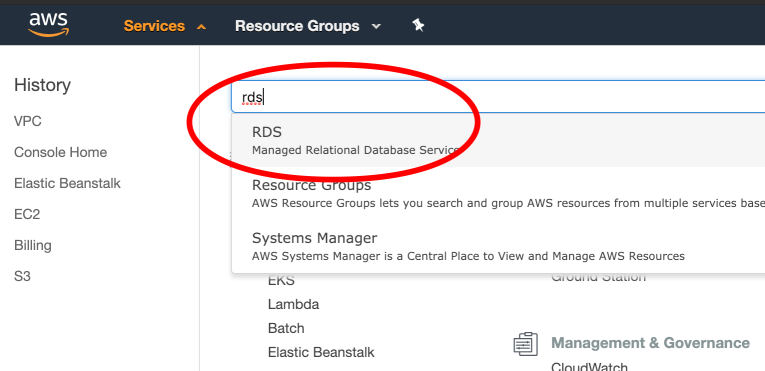 aws
Services
Resource Groups
History
VPC
Console Home
Elastic Beanstalk
EC2
Billing
S3
rds
RDS
Managed Relational Database Service
Resource Groups
AWS Resource Groups lets you search and group AWS resources from multiple services base
Systems Manager
AWS Systems Manager is a Central Place to View and Manage AWS Resources
EKS
Lambda
Batch
Elastic Beanstalk
Ground Station
Management & Governance
CloudWatch